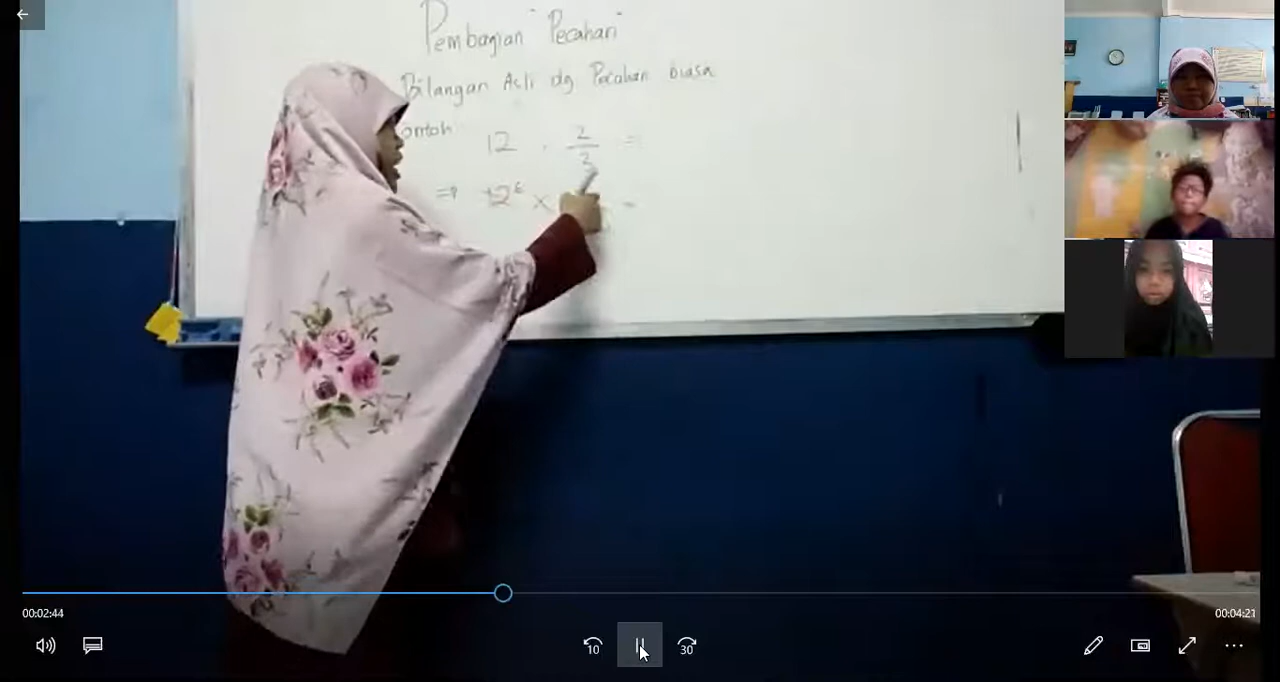 Pembagian "Pecahan"
Bilangan Asli dg Pecahan biasa
ontoh 12 : 2/3 =
⇒ 12⁶ × =
00:02:44
00:04:21
10
30